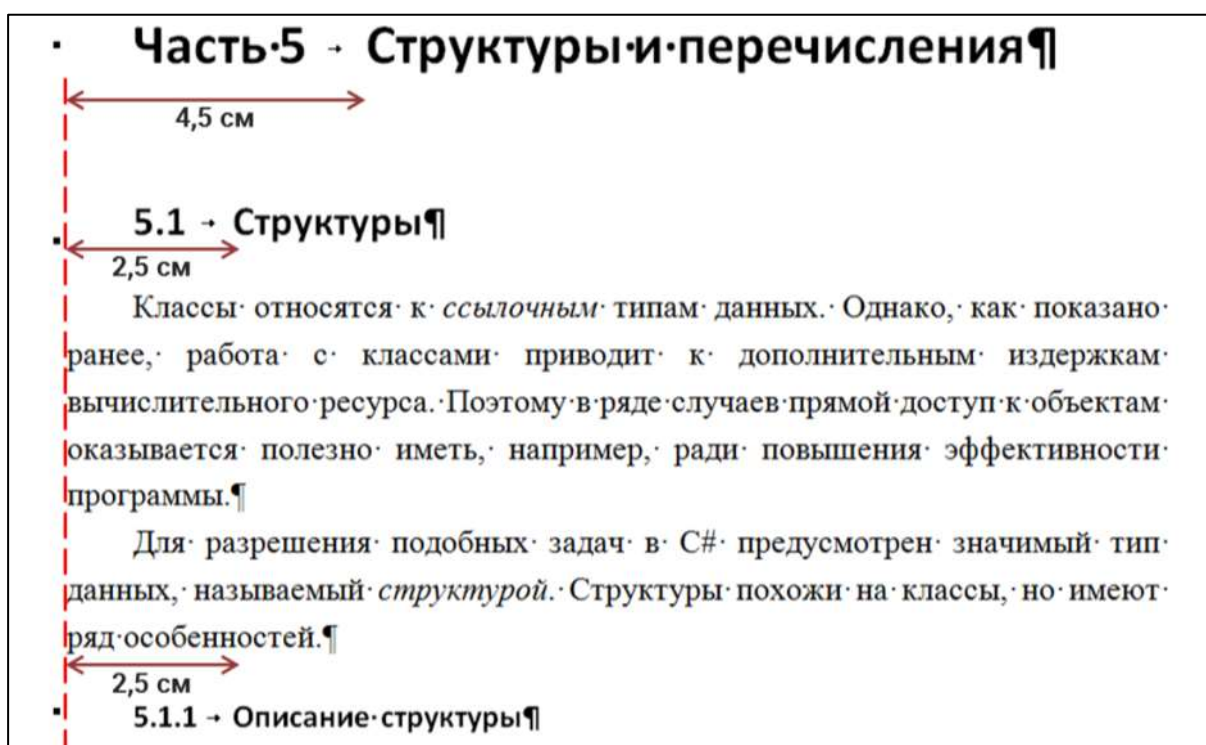 Часть·5 → Структуры·и·перечисления¶
4,5 см
5.1 → Структуры¶
2,5 см
Классы· относятся· к· ссылочным· типам· данных.· Однако,· как· показано·
ранее,· работа· с· классами· приводит· к· дополнительным· издержкам·
вычислительного·ресурса.·Поэтому·в·ряде·случаев·прямой·доступ·к·объектам·
оказывается· полезно· иметь,· например,· ради· повышения· эффективности·
программы.¶
Для· разрешения· подобных· задач· в· C#· предусмотрен· значимый· тип·
данных,· называемый·структурой.· Структуры· похожи· на· классы,· но· имеют·
ряд·особенностей.¶
2,5 см
5.1.1 → Описание·структуры¶